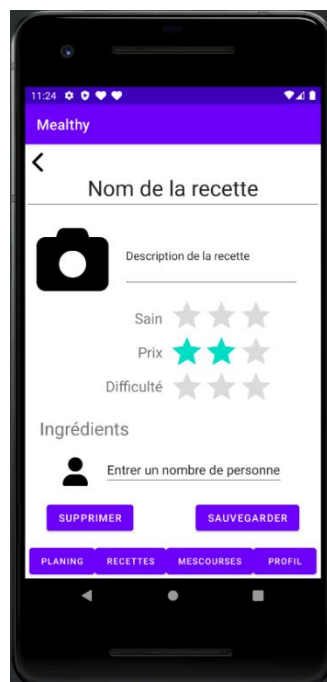 11:24
Mealthy
Nom de la recette
Description de la recette
Sain
Prix
Difficulté
Ingrédients
Entrer un nombre de personne
SUPPRIMER SAUVEGARDER
PLANING RECETTES MESCOURSES PROFIL